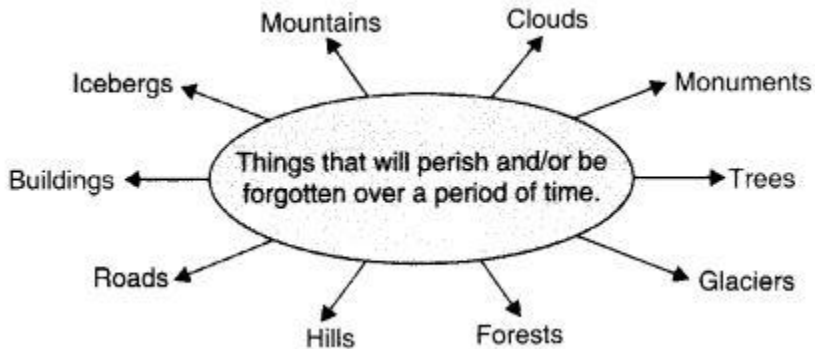 Mountains
Clouds
Icebergs
Monuments
Things that will perish and/or be
forgotten over a period of time.
Buildings
Trees
Roads
Glaciers
Hills
Forests